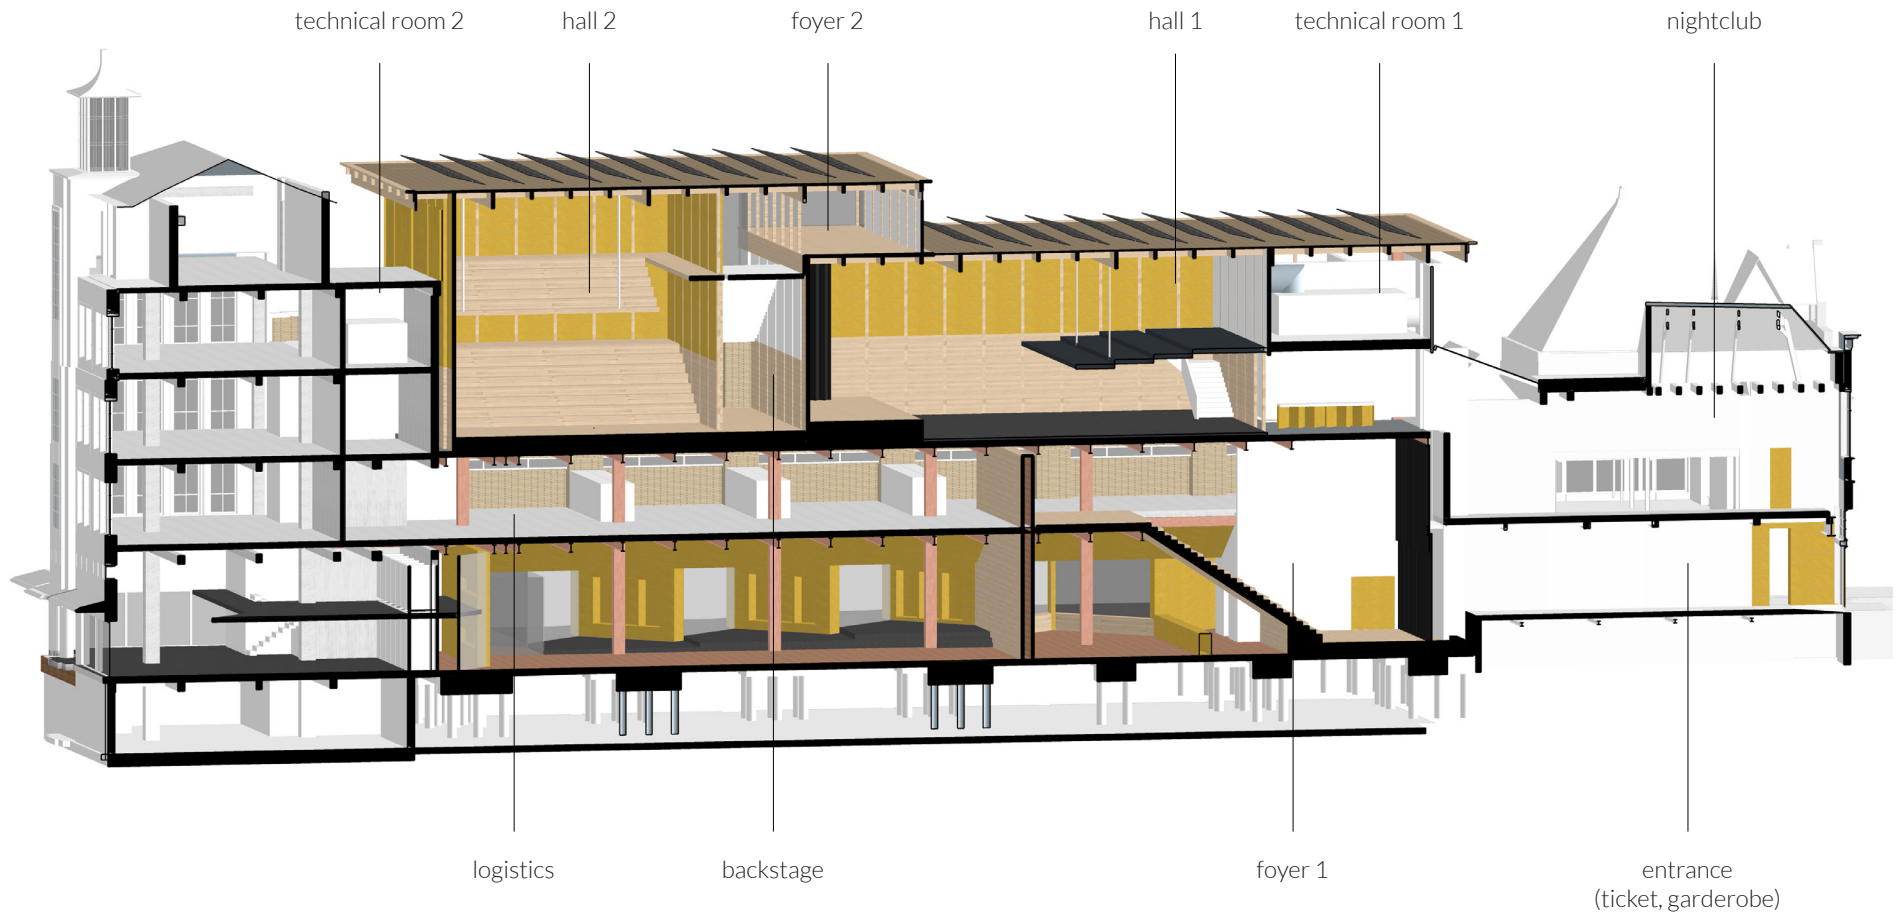 technical room 2
hall 2
foyer 2
hall 1
technical room 1
nightclub
logistics
backstage
foyer 1
entrance
(ticket, garderobe)